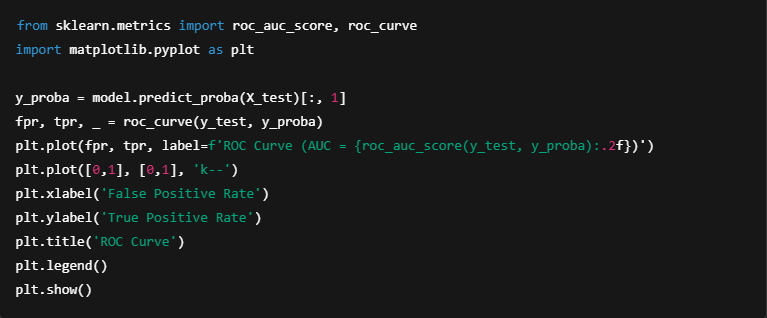 from sklearn.metrics import roc_auc_score, roc_curve
import matplotlib.pyplot as plt
y_proba = model.predict_proba(X_test)[:, 1]
fpr, tpr, _ = roc_curve(y_test, y_proba)
plt.plot(fpr, tpr, label=f'ROC Curve (AUC = {roc_auc_score(y_test, y_proba):.2f})')
plt.plot([0,1], [0,1], 'k--')
plt.xlabel('False Positive Rate')
plt.ylabel('True Positive Rate')
plt.title('ROC Curve')
plt.legend()
plt.show()